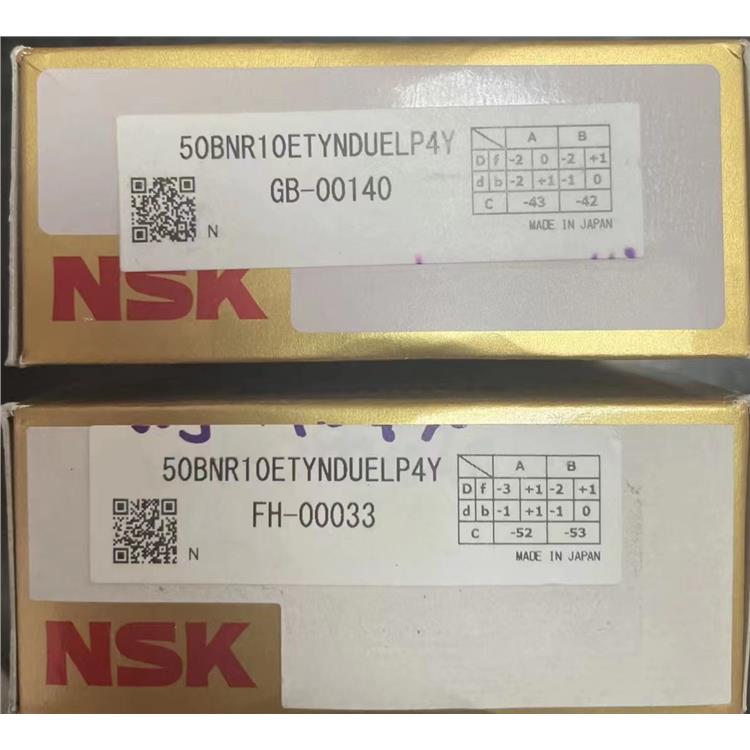 50BNR10ETYNDUELP4Y
GB-00140
N
A B
D f -2 0 -2 +1
d b -2 +1 -1 0
C -43 -42
MADE IN JAPAN
NSK
50BNR10ETYNDUELP4Y
FH-00033
N
A B
D f -3 +1 -2 +1
d b -1 +1 -1 0
C -52 -53
MADE IN JAPAN
NSK